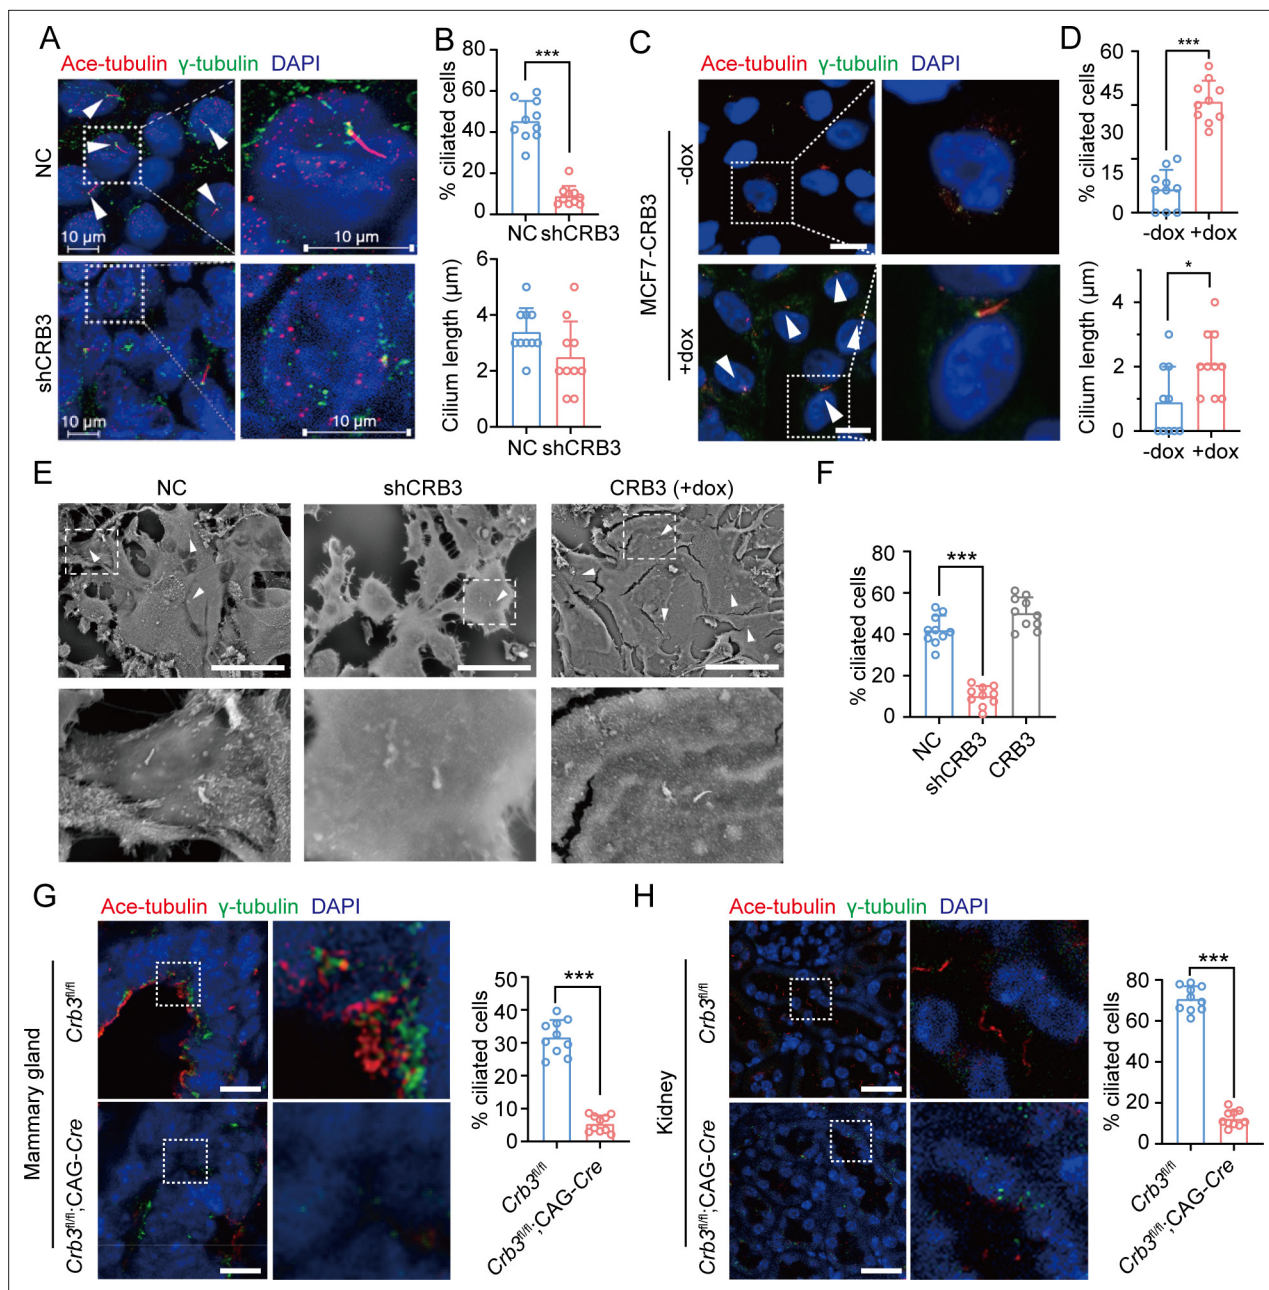 A
Ace-tubulin γ-tubulin DAPI
NC
10 μm
10 μm
shCRB3
10 μm
10 μm
B
% ciliated cells
80
60
40
20
0
***
NC shCRB3
Cilium length (μm)
6
4
2
0
NC shCRB3
C
Ace-tubulin γ-tubulin DAPI
MCF7-CRB3
-dox
+dox
D
% ciliated cells
60
45
30
15
0
***
-dox +dox
Cilium length (μm)
4
2
0
*
-dox +dox
E
NC
shCRB3
CRB3 (+dox)
F
% ciliated cells
80
60
40
20
0
***
NC
shCRB3
CRB3
G
Ace-tubulin γ-tubulin DAPI
Mammary gland
Crb3fl/fl
Crb3fl/fl;CAG-Cre
% ciliated cells
50
40
30
20
10
0
***
Crb3fl/fl
Crb3fl/fl;CAG-Cre
H
Ace-tubulin γ-tubulin DAPI
Kidney
Crb3fl/fl
Crb3fl/fl;CAG-Cre
% ciliated cells
80
60
40
20
0
***
Crb3fl/fl
Crb3fl/fl;CAG-Cre